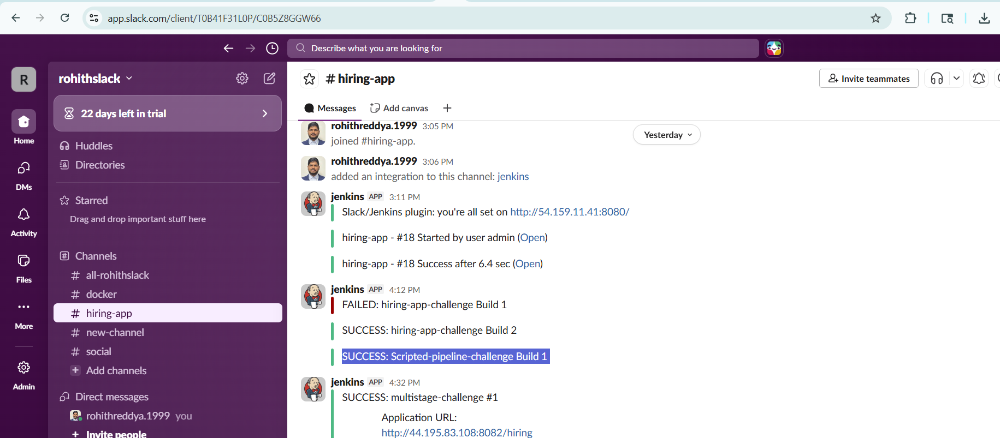 app.slack.com/client/T0B41F31L0P/C0B5Z8GGW66
Describe what you are looking for
R
Home
DMs
Activity
Files
More
Admin
rohithslack
22 days left in trial
Huddles
Directories
Starred
Drag and drop important stuff here
Channels
# all-rohithslack
# docker
# hiring-app
# new-channel
# social
+ Add channels
Direct messages
rohithreddya.1999 you
+ Invite people
# hiring-app
Invite teammates
Messages
Add canvas
+
Yesterday
rohithreddya.1999 3:05 PM
joined #hiring-app.
rohithreddya.1999 3:06 PM
added an integration to this channel: jenkins
jenkins APP 3:11 PM
Slack/Jenkins plugin: you're all set on http://54.159.11.41:8080/
hiring-app - #18 Started by user admin (Open)
hiring-app - #18 Success after 6.4 sec (Open)
jenkins APP 4:12 PM
FAILED: hiring-app-challenge Build 1
SUCCESS: hiring-app-challenge Build 2
SUCCESS: Scripted-pipeline-challenge Build 1
jenkins APP 4:32 PM
SUCCESS: multistage-challenge #1
Application URL:
http://44.195.83.108:8082/hiring